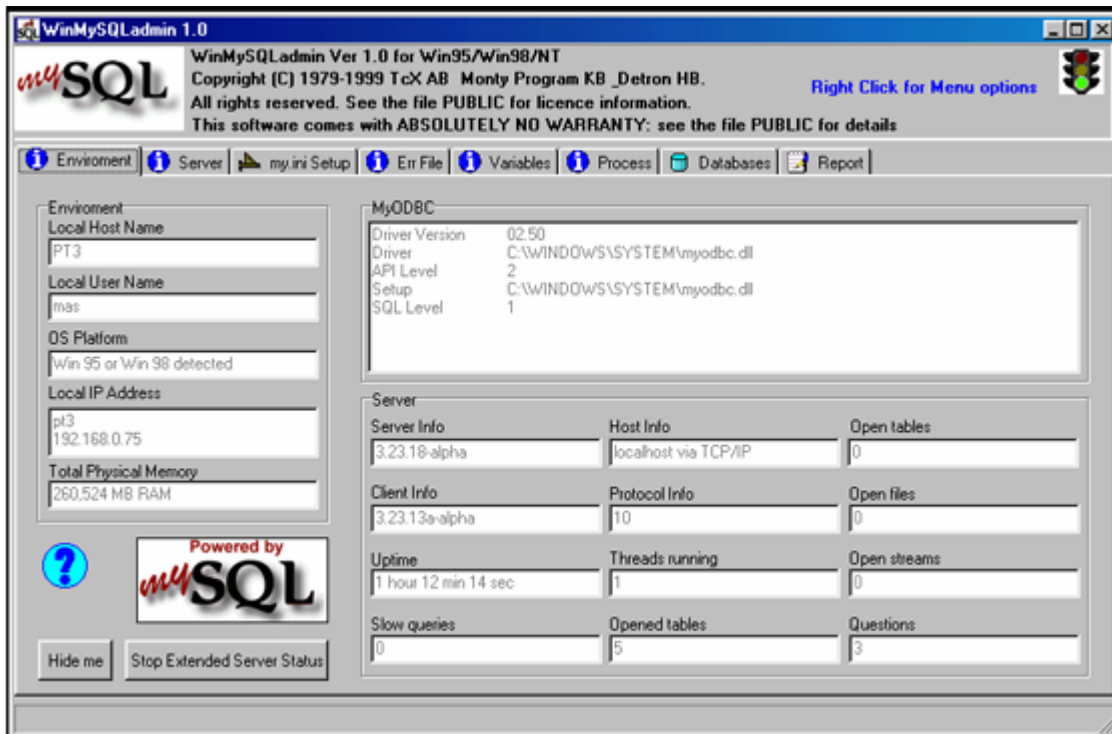 WinMySQLadmin 1.0
mySQL
WinMySQLadmin Ver 1.0 for Win95/Win98/NT
Copyright (C) 1979-1999 TcX AB Monty Program KB _Detron HB.
All rights reserved. See the file PUBLIC for licence information.
This software comes with ABSOLUTELY NO WARRANTY: see the file PUBLIC for details
Right Click for Menu options
Enviroment Server my.ini Setup Err File Variables Process Databases Report
Enviroment
Local Host Name
PT3
Local User Name
mas
OS Platform
Win 95 or Win 98 detected
Local IP Address
pt3
192.168.0.75
Total Physical Memory
260,524 MB RAM
MyODBC
Driver Version 02.50
Driver C:\WINDOWS\SYSTEM\myodbc.dll
API Level 2
Setup C:\WINDOWS\SYSTEM\myodbc.dll
SQL Level 1
Server
Server Info Host Info Open tables
3.23.18-alpha localhost via TCP/IP 0
Client Info Protocol Info Open files
3.23.13a-alpha 10 0
Uptime Threads running Open streams
1 hour 12 min 14 sec 1 0
Slow queries Opened tables Questions
0 5 3
?
Powered by
mySQL
Hide me Stop Extended Server Status